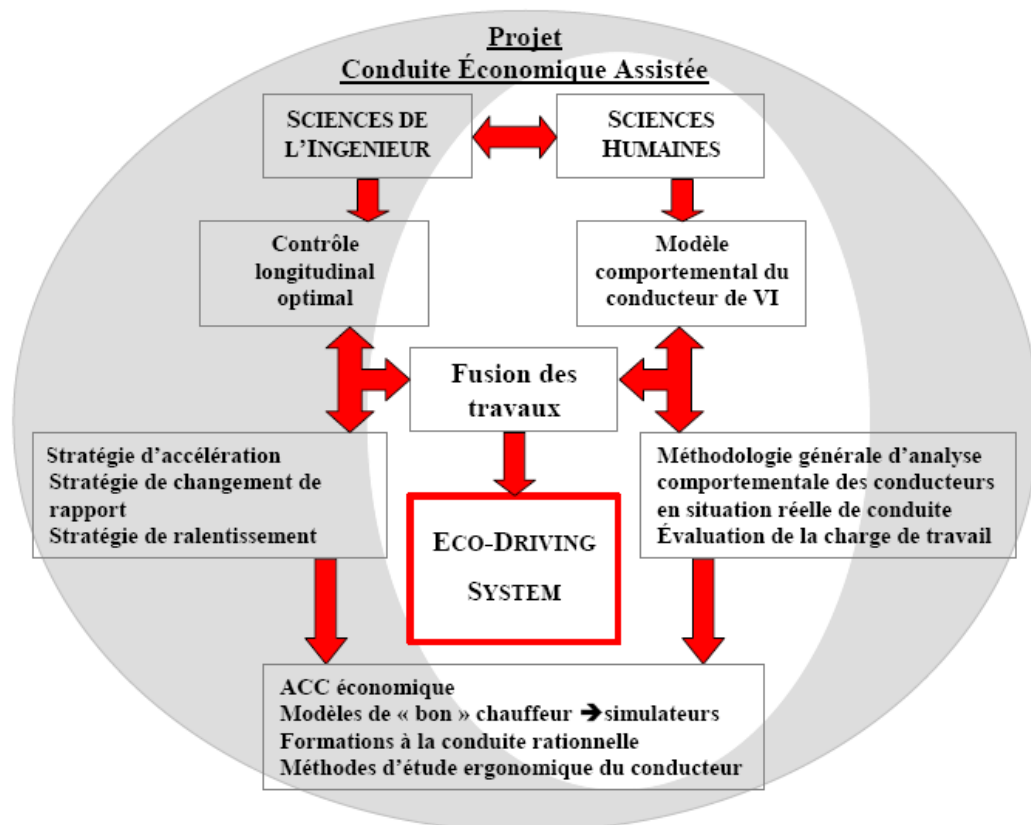 Projet
Conduite Économique Assistée
SCIENCES DE
L'INGENIEUR
SCIENCES
HUMAINES
Contrôle
longitudinal
optimal
Modèle
comportemental du
conducteur de VI
Fusion des
travaux
Stratégie d'accélération
Stratégie de changement de
rapport
Stratégie de ralentissement
Méthodologie générale d'analyse
comportementale des conducteurs
en situation réelle de conduite
Évaluation de la charge de travail
ECO-DRIVING
SYSTEM
ACC économique
Modèles de « bon » chauffeur ➔simulateurs
Formations à la conduite rationnelle
Méthodes d'étude ergonomique du conducteur